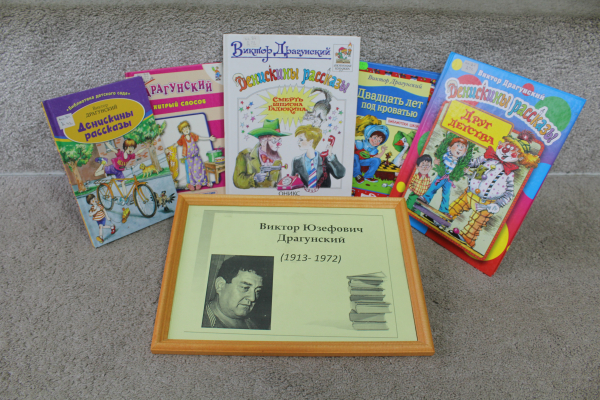 «Библиотека детского сада»
ДРАГУНСКИЙ
Денискины
рассказы
ДРАГУНСКИЙ
ХИТРЫЙ СПОСОБ
Виктор Драгунский
Денискины рассказы
СМЕРТЬ
ШПИОНА
ГАДЮКИНА
ОНИКС
Виктор Драгунский
Двадцать лет
под кроватью
Виктор Драгунский
Денискины рассказы
ДРУГ
ДЕТСТВА
Виктор Юзефович
Драгунский
(1913- 1972)